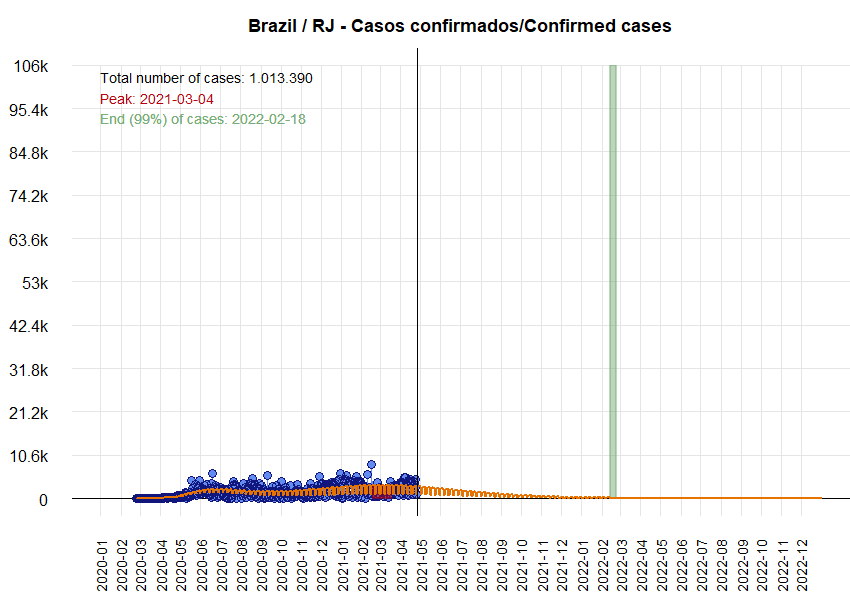 Brazil / RJ - Casos confirmados/Confirmed cases
Total number of cases: 1.013.390
Peak: 2021-03-04
End (99%) of cases: 2022-02-18
106k
95.4k
84.8k
74.2k
63.6k
53k
42.4k
31.8k
21.2k
10.6k
0
2020-01
2020-02
2020-03
2020-04
2020-05
2020-06
2020-07
2020-08
2020-09
2020-10
2020-11
2020-12
2021-01
2021-02
2021-03
2021-04
2021-05
2021-06
2021-07
2021-08
2021-09
2021-10
2021-11
2021-12
2022-01
2022-02
2022-03
2022-04
2022-05
2022-06
2022-07
2022-08
2022-09
2022-10
2022-11
2022-12